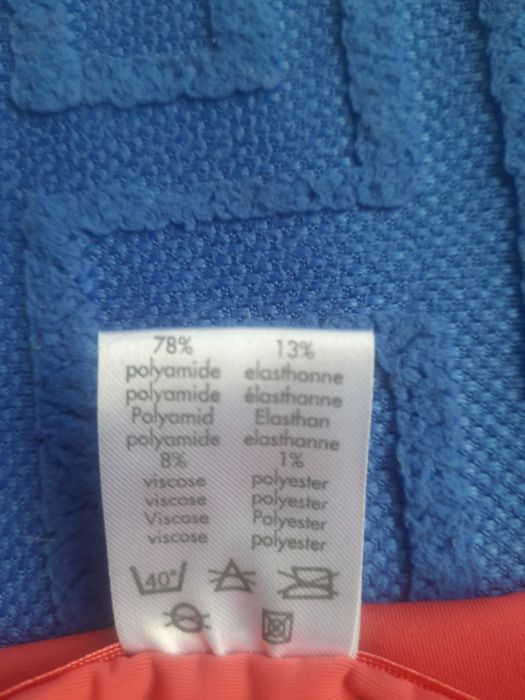 78% 13%
polyamide elasthanne
polyamide élasthanne
Polyamid Elasthan
polyamide elasthanne
8% 1%
viscose polyester
viscose polyester
Viscose Polyester
viscose polyester
40°